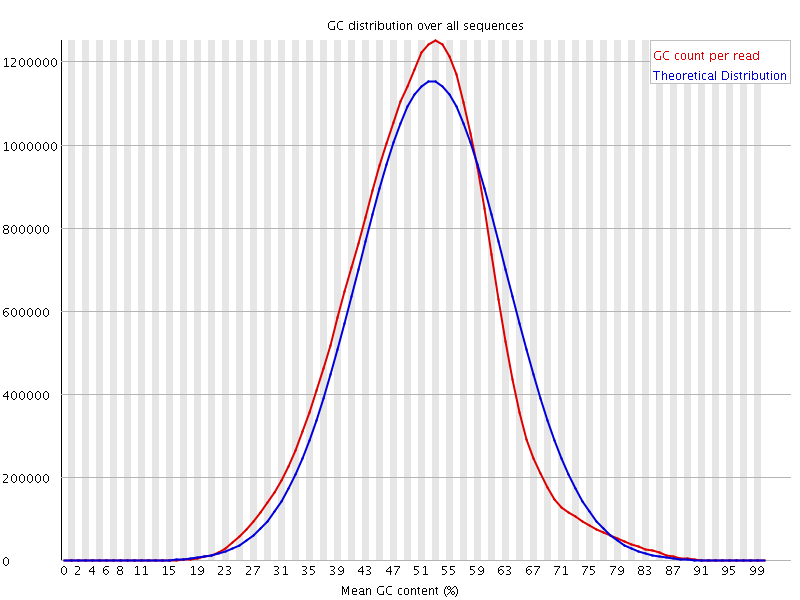 GC distribution over all sequences
GC count per read
Theoretical Distribution
1200000
1000000
800000
600000
400000
200000
0
0 2 4 6 8 11 15 19 23 27 31 35 39 43 47 51 55 59 63 67 71 75 79 83 87 91 95 99
Mean GC content (%)